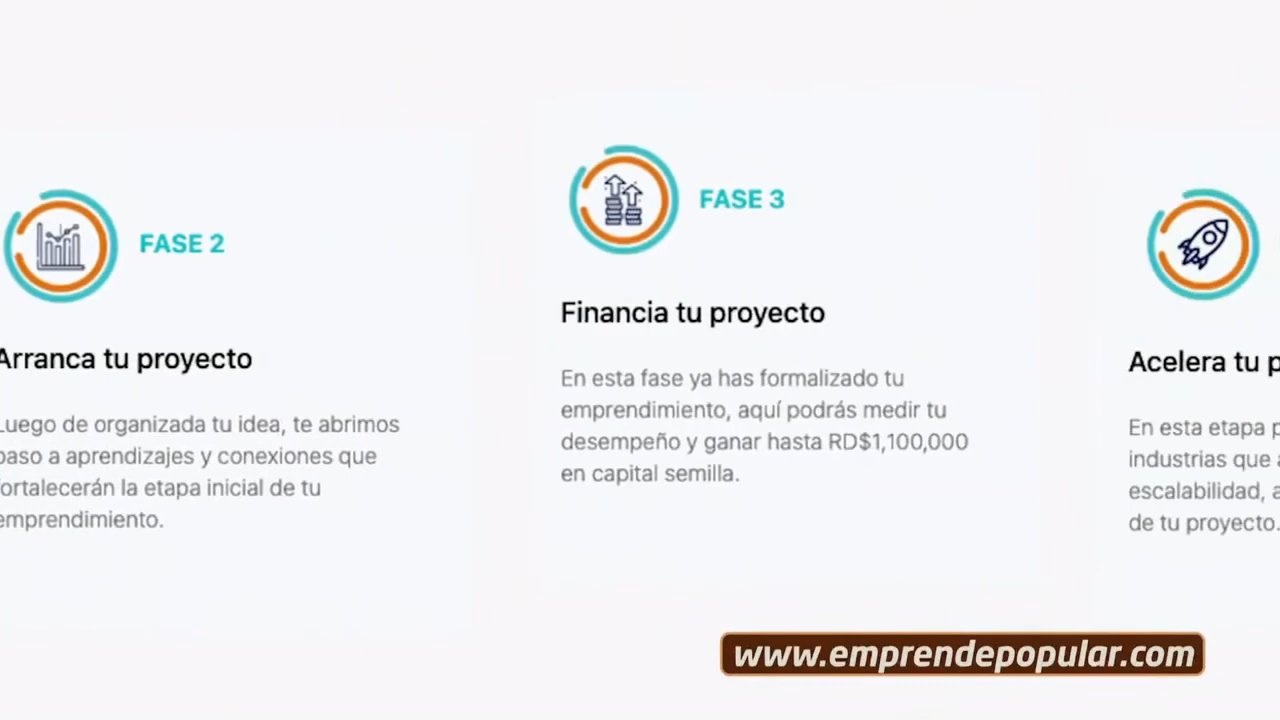 FASE 2
Arranca tu proyecto
Luego de organizada tu idea, te abrimos
paso a aprendizajes y conexiones que
fortalecerán la etapa inicial de tu
emprendimiento.
FASE 3
Financia tu proyecto
En esta fase ya has formalizado tu
emprendimiento, aquí podrás medir tu
desempeño y ganar hasta RD$1,100,000
en capital semilla.
Acelera tu p
En esta etapa p
industrias que a
escalabilidad, a
de tu proyecto.
www.emprendepopular.com